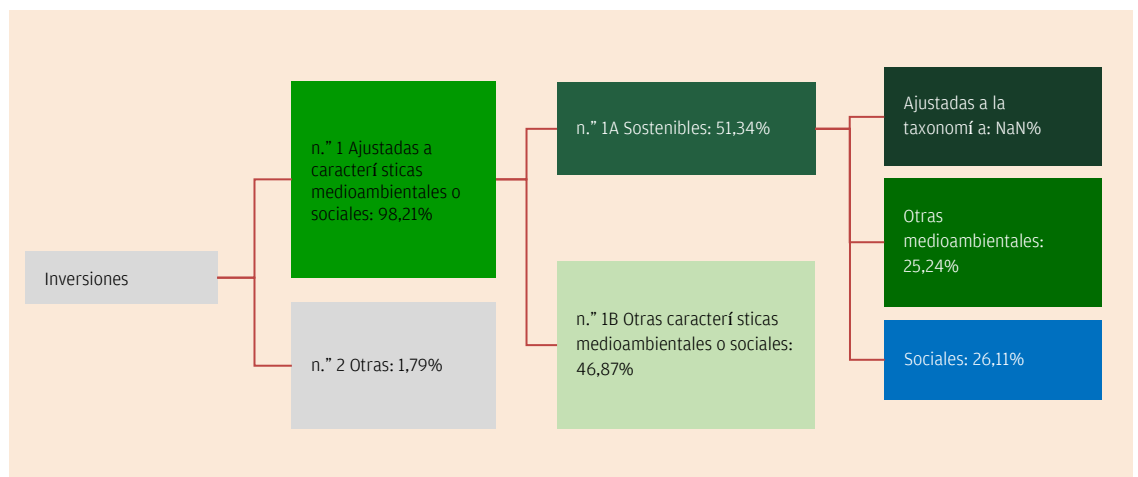 Inversiones
n.” 1 Ajustadas a
caracterí sticas
medioambientales o
sociales: 98,21%
n.” 2 Otras: 1,79%
n.” 1A Sostenibles: 51,34%
n.” 1B Otras caracterí sticas
medioambientales o sociales:
46,87%
Ajustadas a la
taxonomí a: NaN%
Otras
medioambientales:
25,24%
Sociales: 26,11%